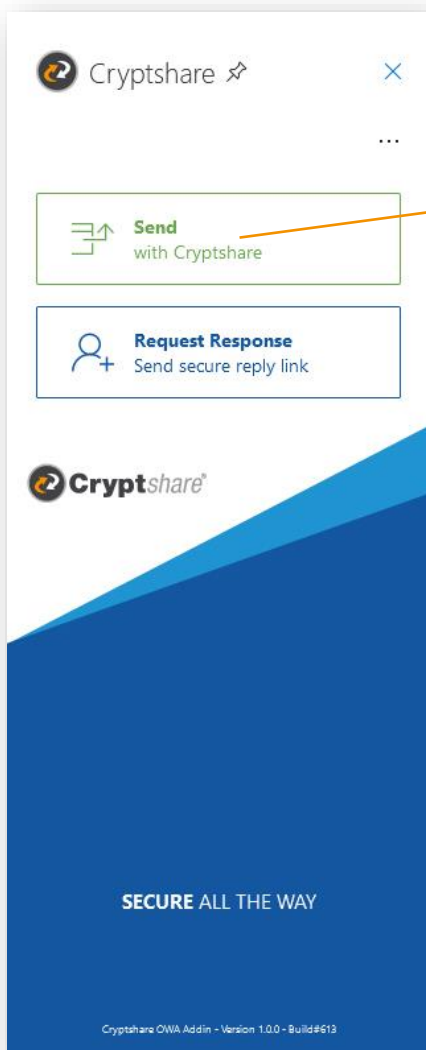 Cryptshare
...
Send
with Cryptshare
Request Response
Send secure reply link
Cryptshare®
SECURE ALL THE WAY
Cryptshare OWA Addin - Version 1.0.0 - Build#613